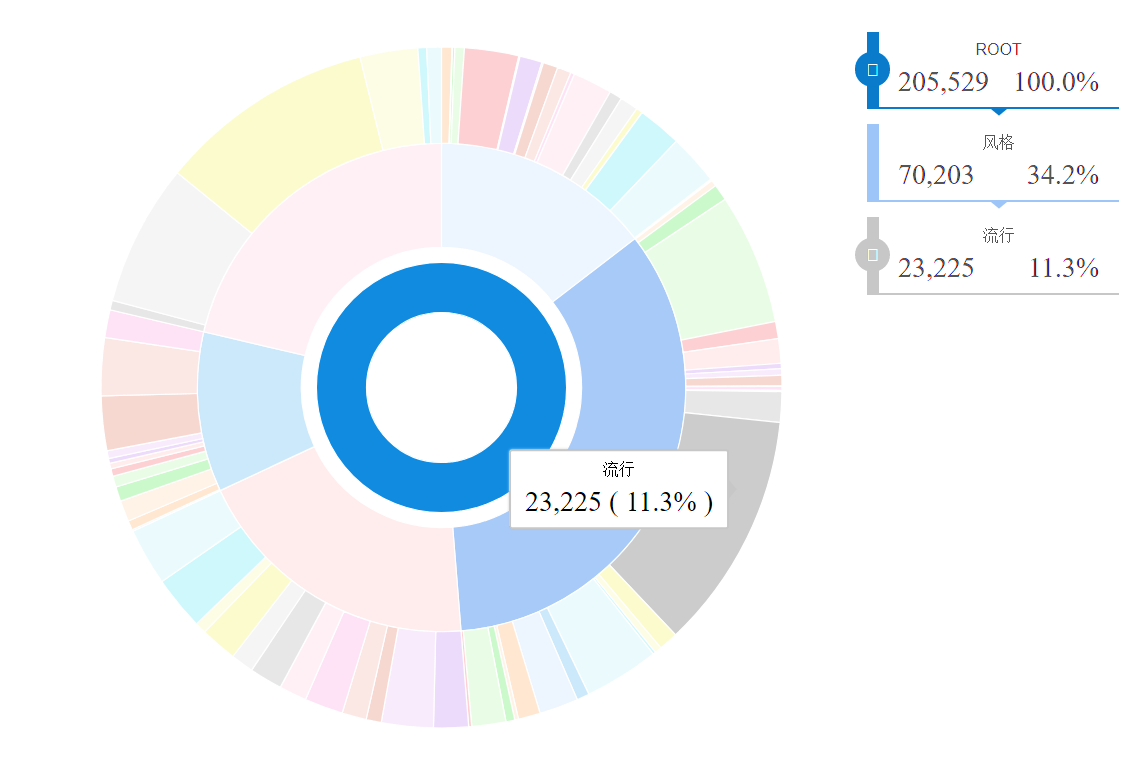 ROOT
205,529 100.0%
风格
70,203 34.2%
流行
23,225 11.3%
流行
23,225 ( 11.3% )